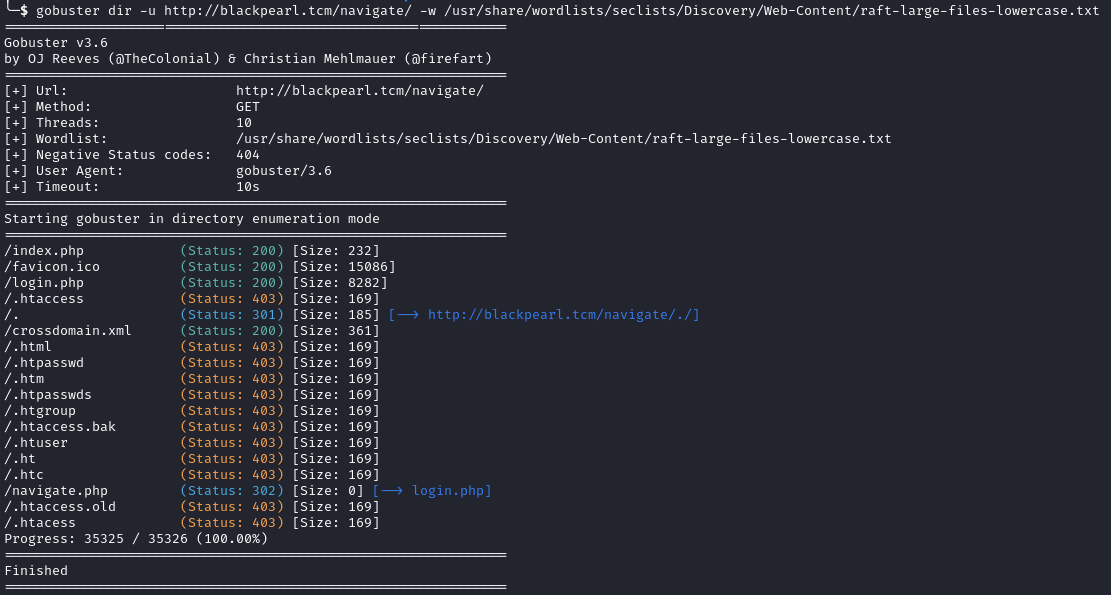 └─$ gobuster dir -u http://blackpearl.tcm/navigate/ -w /usr/share/wordlists/seclists/Discovery/Web-Content/raft-large-files-lowercase.txt
===============================================================
Gobuster v3.6
by OJ Reeves (@TheColonial) & Christian Mehlmauer (@firefart)
===============================================================
[+] Url:                     http://blackpearl.tcm/navigate/
[+] Method:                  GET
[+] Threads:                 10
[+] Wordlist:                /usr/share/wordlists/seclists/Discovery/Web-Content/raft-large-files-lowercase.txt
[+] Negative Status codes:   404
[+] User Agent:              gobuster/3.6
[+] Timeout:                 10s
===============================================================
Starting gobuster in directory enumeration mode
===============================================================
/index.php            (Status: 200) [Size: 232]
/favicon.ico          (Status: 200) [Size: 15086]
/login.php            (Status: 200) [Size: 8282]
/.htaccess            (Status: 403) [Size: 169]
/.                    (Status: 301) [Size: 185] [--> http://blackpearl.tcm/navigate/./]
/crossdomain.xml      (Status: 200) [Size: 361]
/.html                (Status: 403) [Size: 169]
/.htpasswd            (Status: 403) [Size: 169]
/.htm                 (Status: 403) [Size: 169]
/.htpasswds           (Status: 403) [Size: 169]
/.htgroup             (Status: 403) [Size: 169]
/.htaccess.bak        (Status: 403) [Size: 169]
/.htuser              (Status: 403) [Size: 169]
/.ht                  (Status: 403) [Size: 169]
/.htc                 (Status: 403) [Size: 169]
/navigate.php         (Status: 302) [Size: 0] [--> login.php]
/.htaccess.old        (Status: 403) [Size: 169]
/.htacess             (Status: 403) [Size: 169]
Progress: 35325 / 35326 (100.00%)
===============================================================
Finished
===============================================================